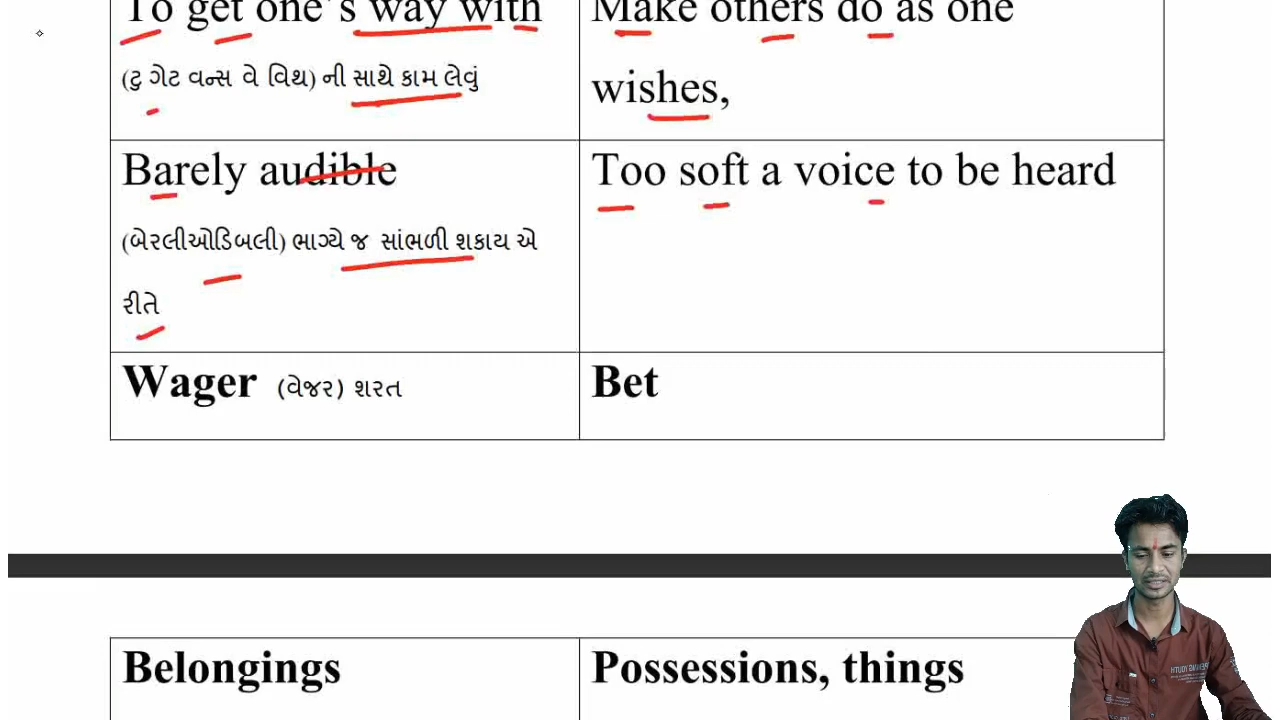 To get one's way with
(ટુ ગેટ વન્સ વે વિથ) ની સાથે કામ લેવું
Make others do as one
wishes,
Barely audible
(બેરલીઓડિબલી) ભાગ્યે જ સાંભળી શકાય એ
રીતે
Too soft a voice to be heard
Wager (વેજર) શરત
Bet
Belongings
Possessions, things